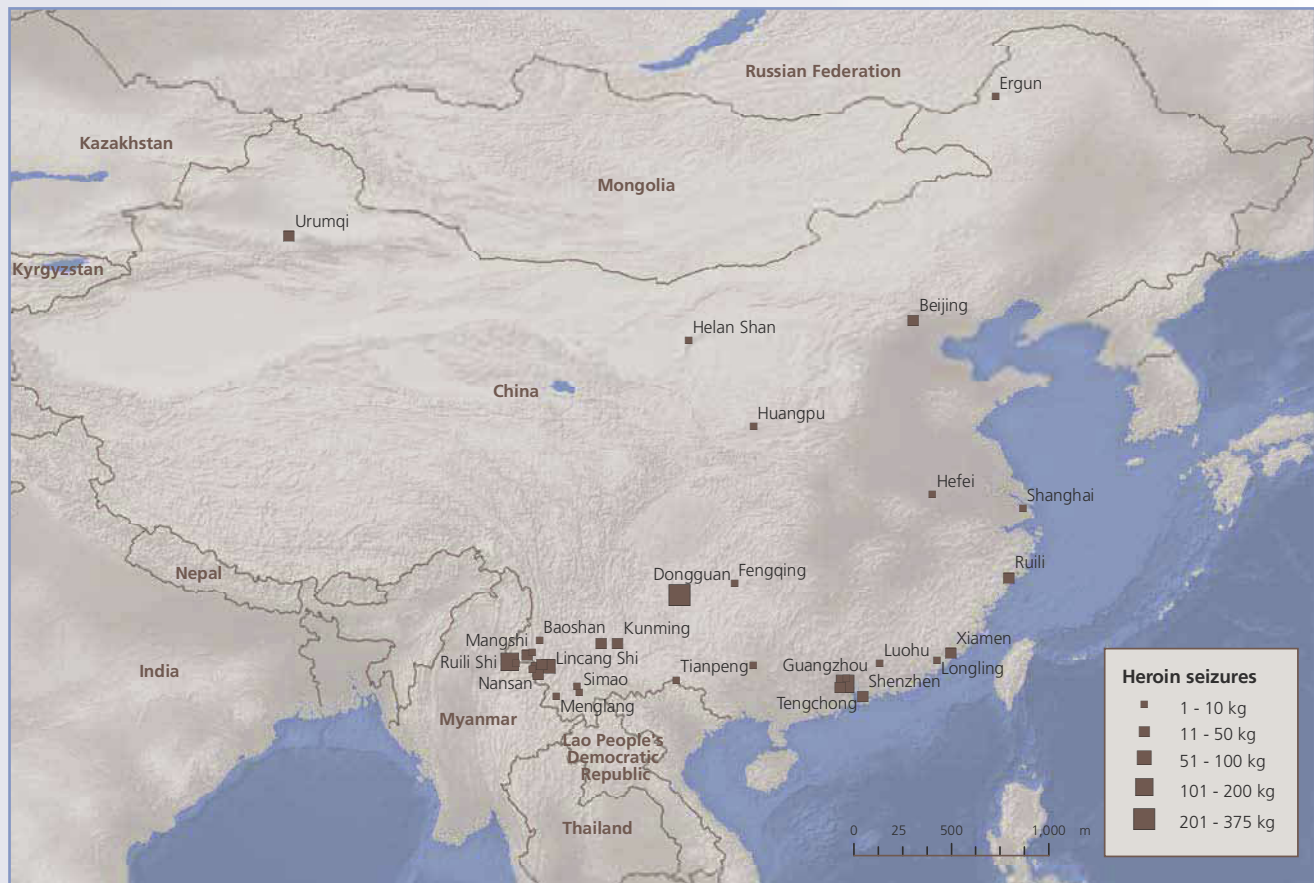 Russian Federation
Ergun
Kazakhstan
Mongolia
Urumqi
Kyrgyzstan
Beijing
Helan Shan
China
Huangpu
Hefei
Shanghai
Ruili
Nepal
Dongguan
Fengqing
Baoshan
Kunming
Mangshi
Xiamen
Luohu
Ruili Shi
Lincang Shi
Tianpeng
Guangzhou
Longling
India
Simao
Nansan
Shenzhen
Menglang
Tengchong
Myanmar
Lao People's
Democratic
Republic
Thailand
0 25 500 1,000 m
Heroin seizures
1 - 10 kg
11 - 50 kg
51 - 100 kg
101 - 200 kg
201 - 375 kg